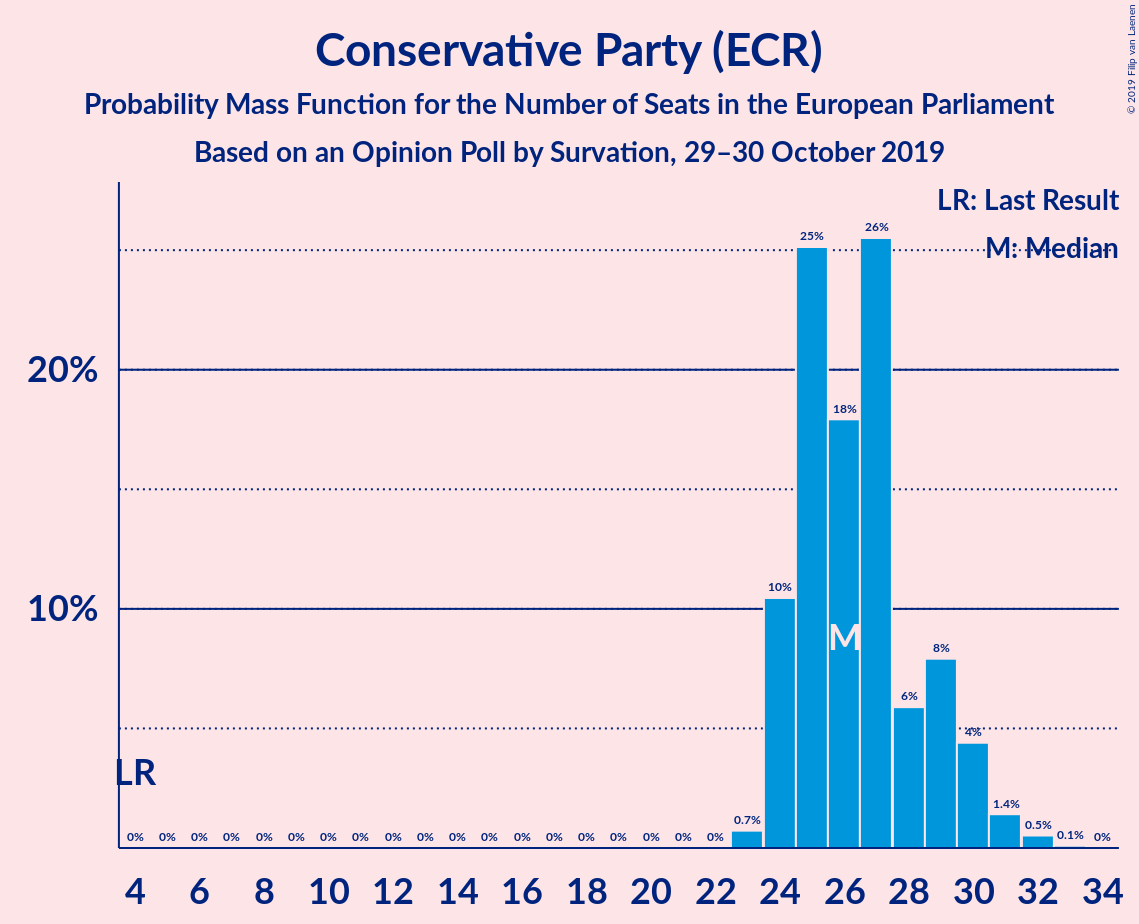 Conservative Party (ECR)
Probability Mass Function for the Number of Seats in the European Parliament
Based on an Opinion Poll by Survation, 29–30 October 2019
© 2019 Filip van Laenen
LR: Last Result
M: Median
20%
10%
LR
M
0% 0% 0% 0% 0% 0% 0% 0% 0% 0% 0% 0% 0% 0% 0% 0% 0% 0% 0% 0.7% 10% 25% 18% 26% 6% 8% 4% 1.4% 0.5% 0.1% 0%
4 6 8 10 12 14 16 18 20 22 24 26 28 30 32 34